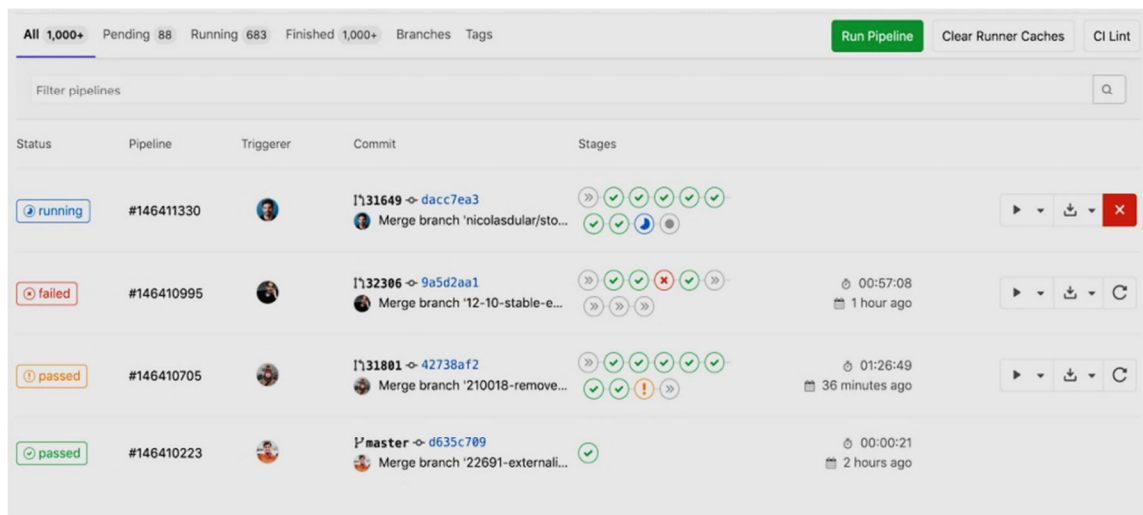 All 1,000+ Pending 88 Running 683 Finished 1,000+ Branches Tags Run Pipeline Clear Runner Caches CI Lint
Filter pipelines
Status Pipeline Triggerer Commit Stages
running #146411330 31649 dacc7ea3
Merge branch 'nicolasdular/sto...
failed #146410995 32306 9a5d2aa1 00:57:08
Merge branch '12-10-stable-e... 1 hour ago
passed #146410705 31801 42738af2 01:26:49
Merge branch '210018-remove... 36 minutes ago
passed #146410223 master d635c709 00:00:21
Merge branch '22691-externali... 2 hours ago